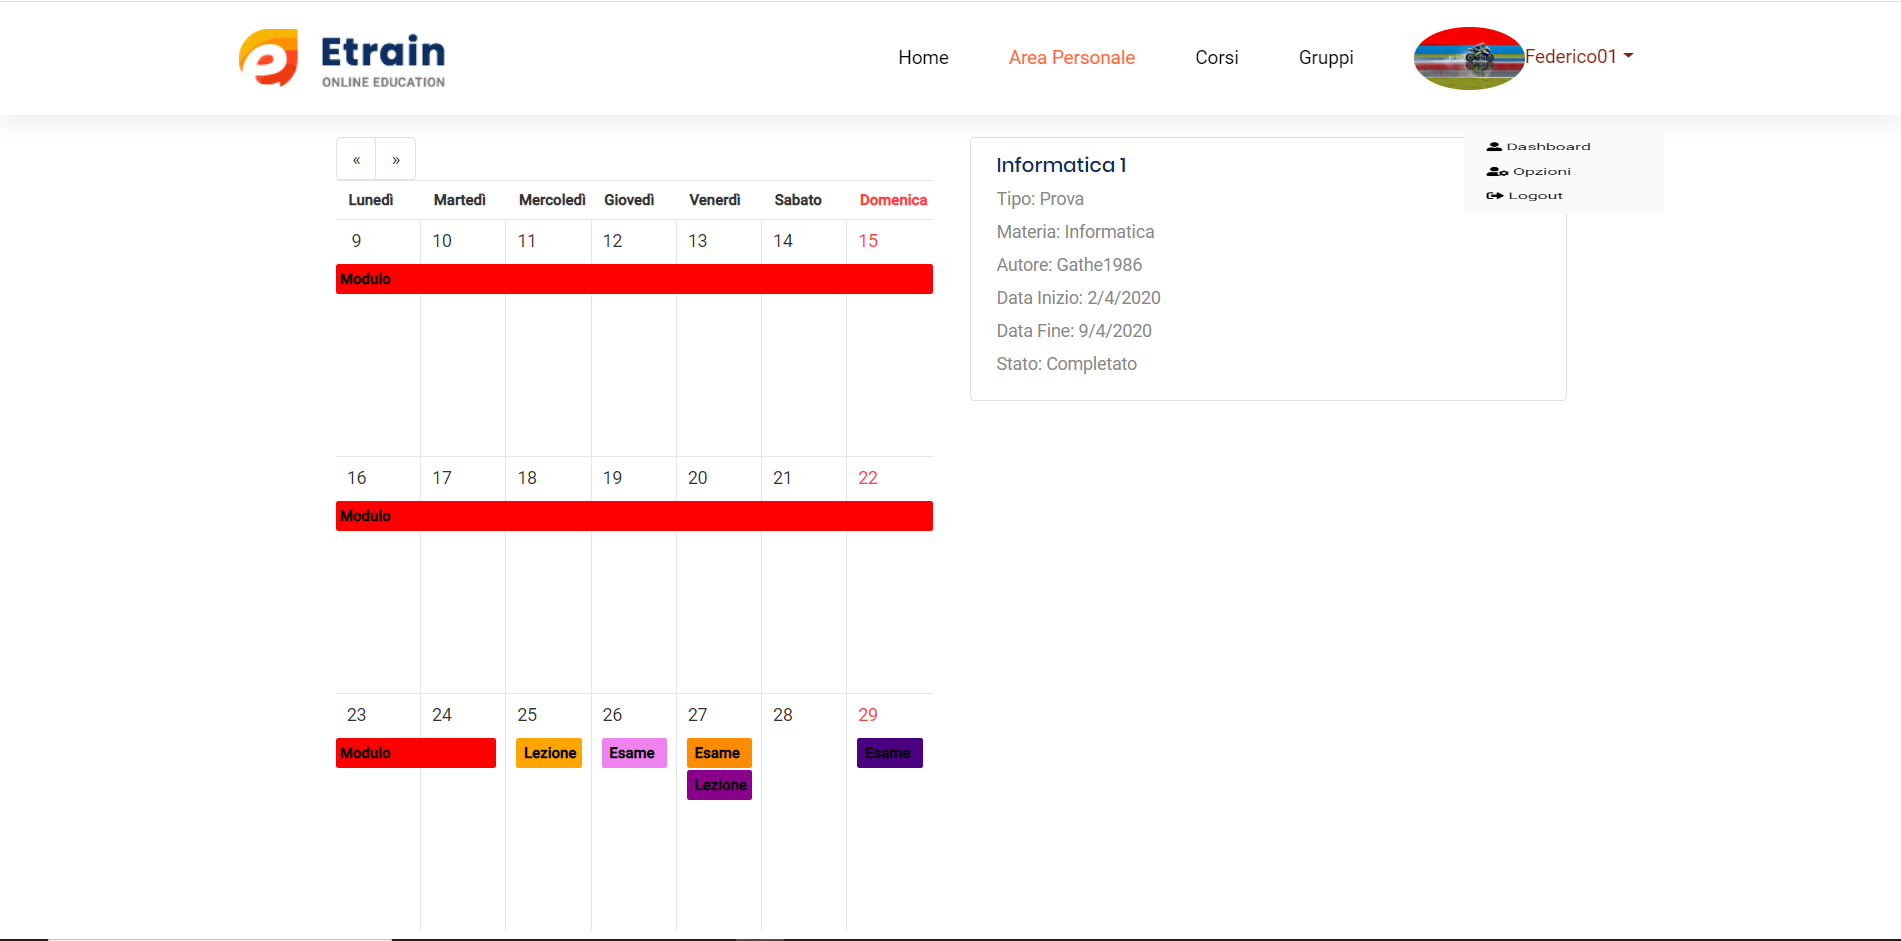 Etrain
ONLINE EDUCATION
Home Area Personale Corsi Gruppi Federico01
Dashboard
Opzioni
Logout
« »
Lunedì Martedì Mercoledì Giovedì Venerdì Sabato Domenica
9 10 11 12 13 14 15
Modulo
16 17 18 19 20 21 22
Modulo
23 24 25 26 27 28 29
Modulo Lezione Esame Esame Esame
Lezione
Informatica 1
Tipo: Prova
Materia: Informatica
Autore: Gathe1986
Data Inizio: 2/4/2020
Data Fine: 9/4/2020
Stato: Completato